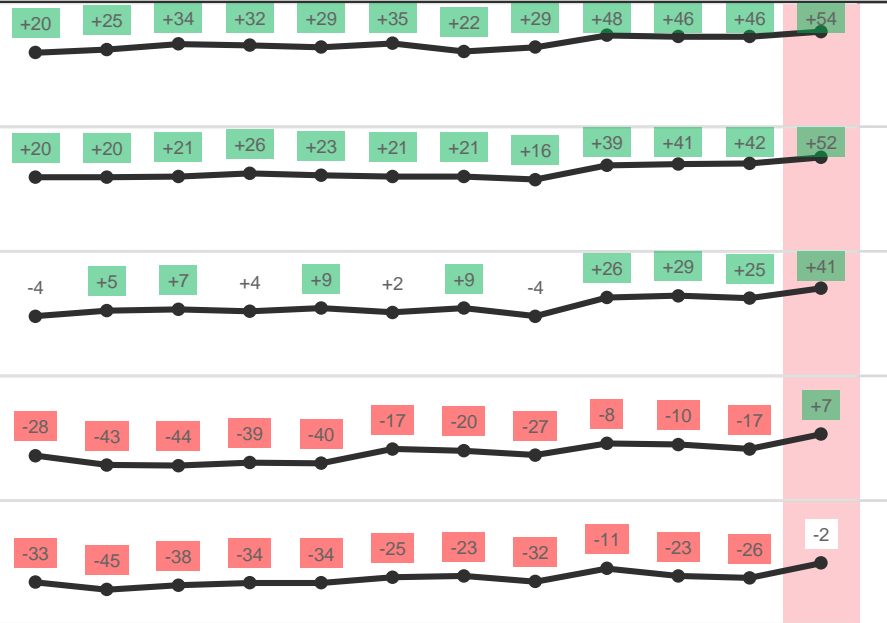 +20 +25 +34 +32 +29 +35 +22 +29 +48 +46 +46 +54
+20 +20 +21 +26 +23 +21 +21 +16 +39 +41 +42 +52
-4 +5 +7 +4 +9 +2 +9 -4 +26 +29 +25 +41
-28 -43 -44 -39 -40 -17 -20 -27 -8 -10 -17 +7
-33 -45 -38 -34 -34 -25 -23 -32 -11 -23 -26 -2